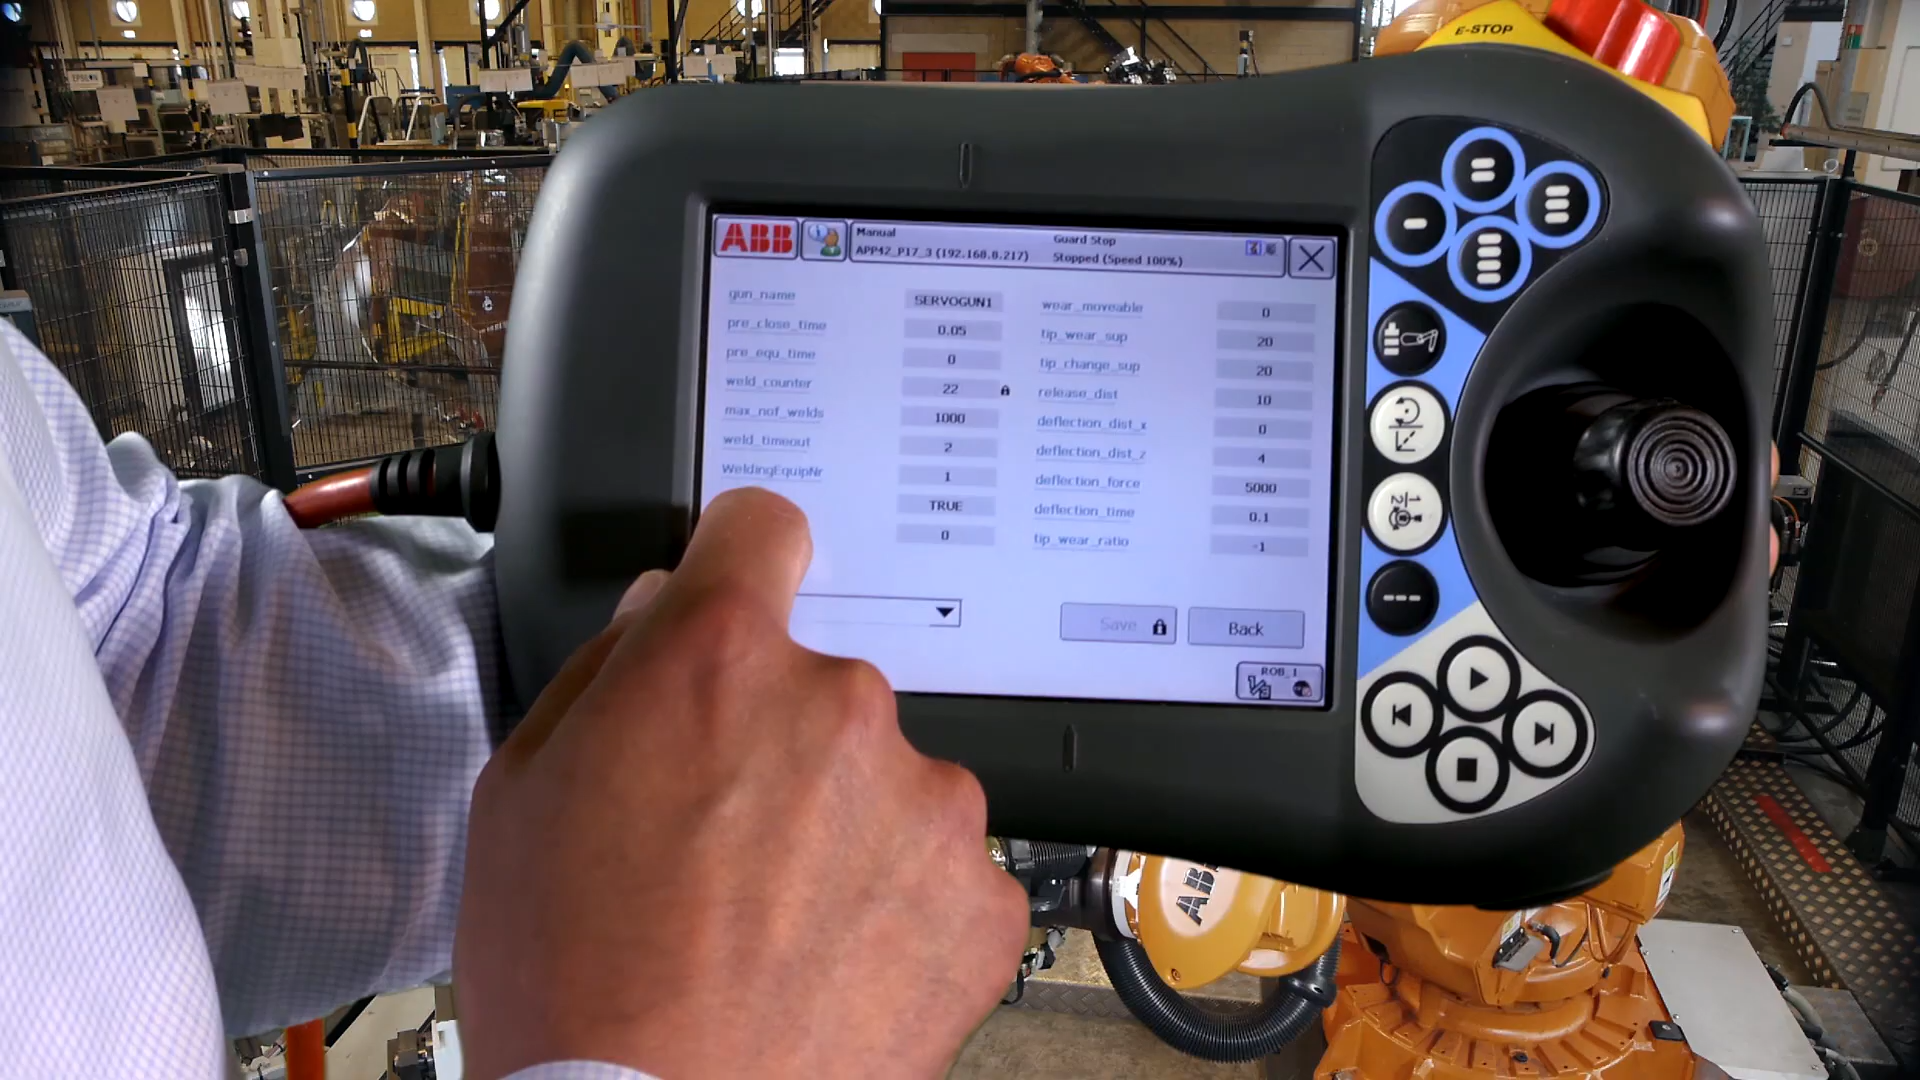 E-STOP
ABB
Manual
APP42_P17_3 (192.168.8.217)
Guard Stop
Stopped (Speed 100%)
gun_name
SERVOGUN1
wear_moveable
0
pre_close_time
0.05
tip_wear_sup
20
pre_equ_time
0
tip_change_sup
20
weld_counter
22
release_dist
10
max_nof_welds
1000
deflection_dist_x
0
weld_timeout
2
deflection_dist_z
4
WeldingEquipNr
1
deflection_force
5000
TRUE
deflection_time
0.1
0
tip_wear_ratio
-1
Save
Back
ROB_1
ABB